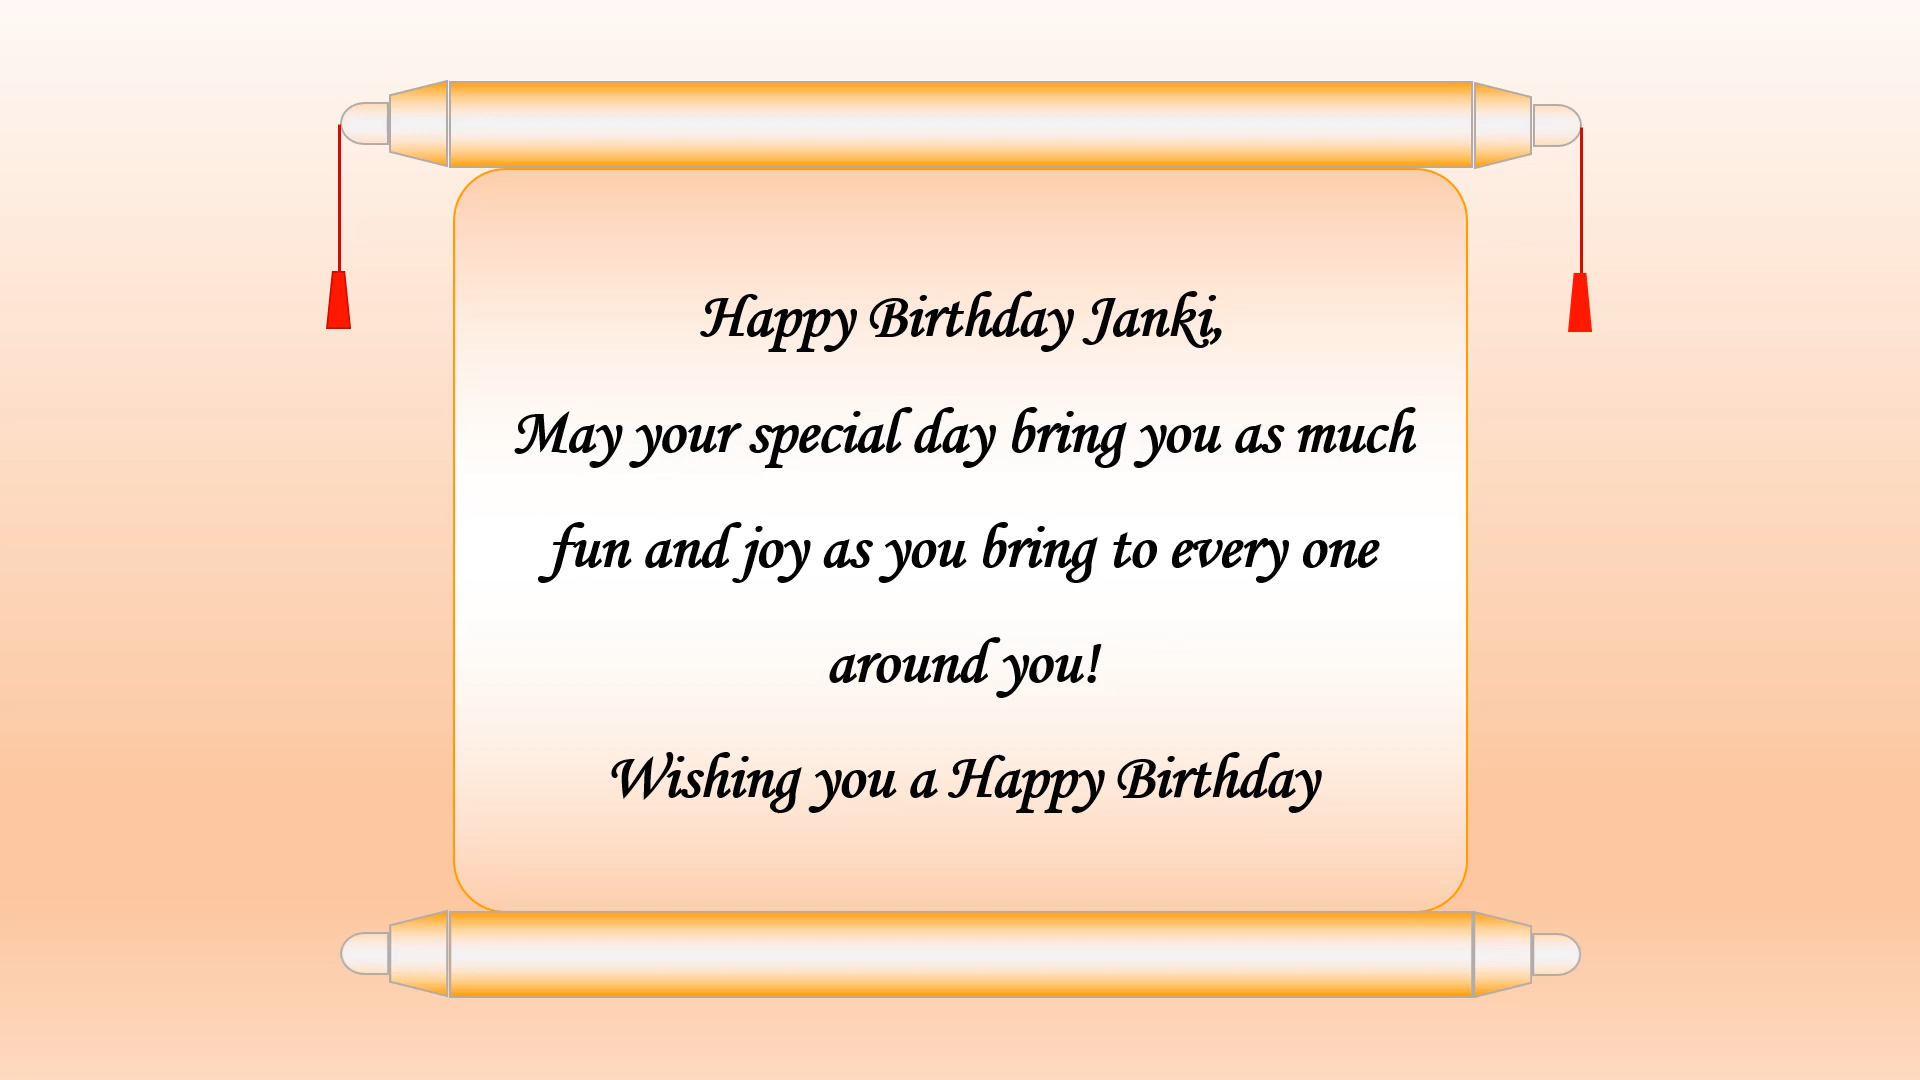 Happy Birthday Janki,
May your special day bring you as much
fun and joy as you bring to every one
around you!
Wishing you a Happy Birthday